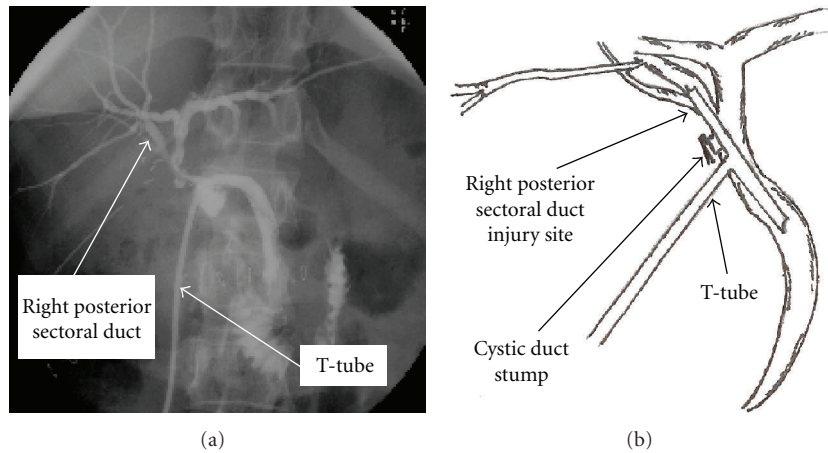 Right posterior
sectoral duct
T-tube
(a)
Right posterior
sectoral duct
injury site
T-tube
Cystic duct
stump
(b)